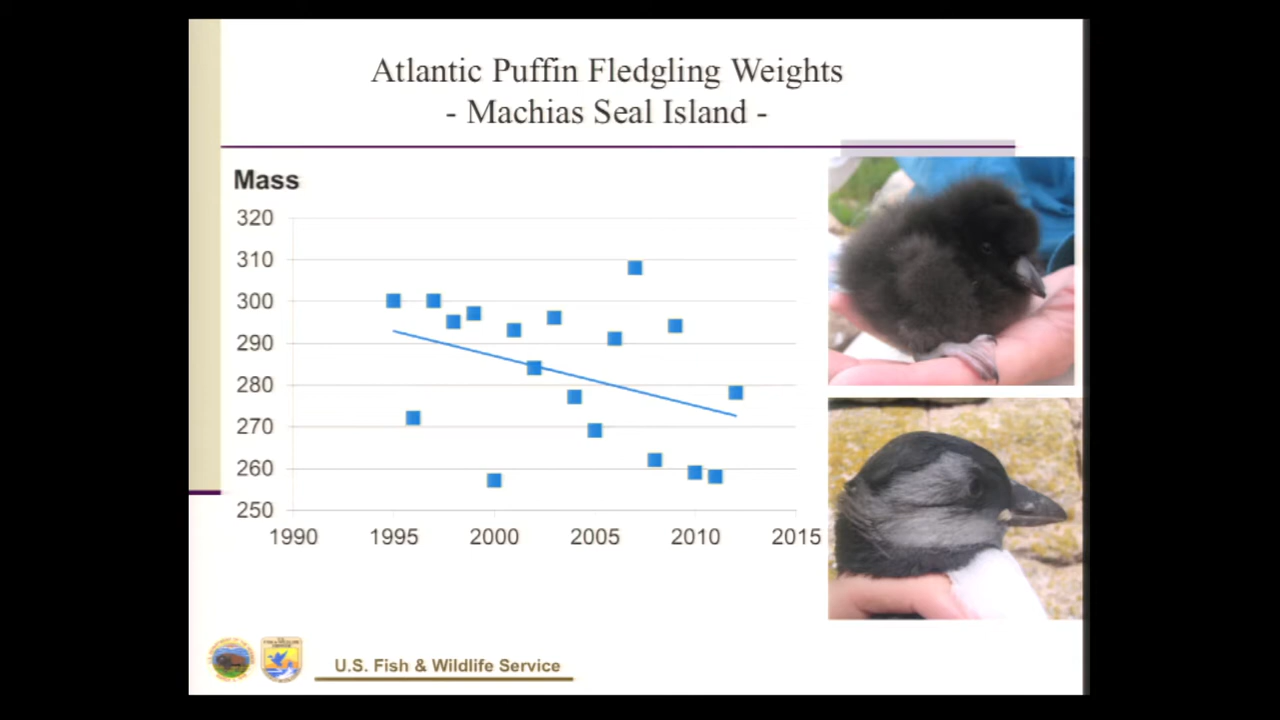 Atlantic Puffin Fledgling Weights
- Machias Seal Island -
Mass
320
310
300
290
280
270
260
250
1990 1995 2000 2005 2010 2015
U.S. Fish & Wildlife Service